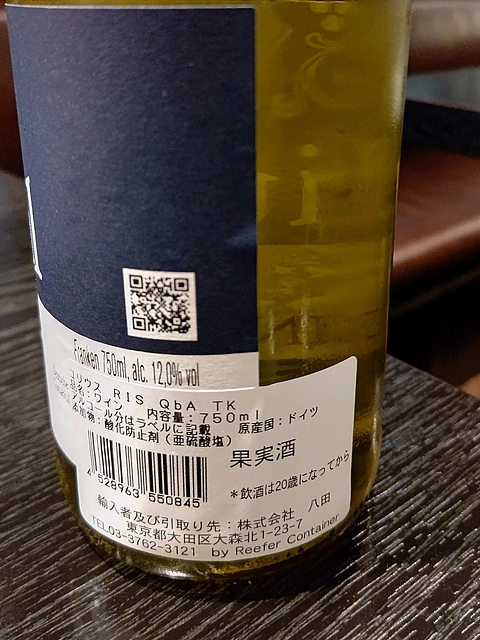 Franken 750ml, alc. 12,0% vol
ユリウス RIS QbA TK
品名：ワイン 内容量：750ml 原産国：ドイツ
アルコール分はラベルに記載
添加物：酸化防止剤（亜硫酸塩）
果実酒
4 528963 550845
＊飲酒は20歳になってから
輸入者及び引取り先：株式会社 八田
東京都大田区大森北1-23-7
TEL03-3762-3121 by Reefer Container